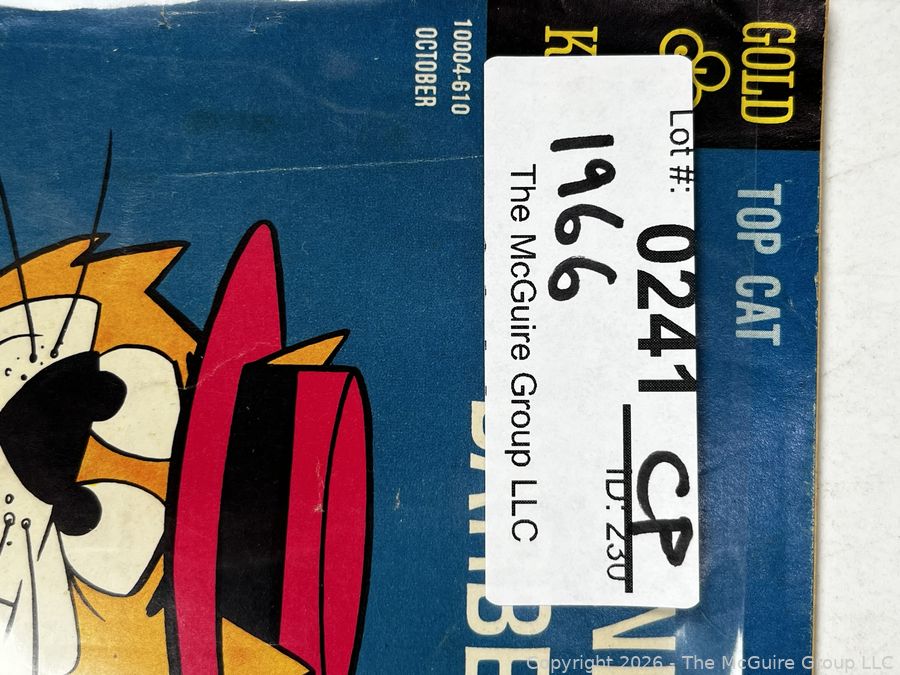 GOLD
K
TOP CAT
10004-610
OCTOBER
Lot #: 0241 CP
ID: 230
1966
The McGuire Group LLC
Copyright 2026 - The McGuire Group LLC